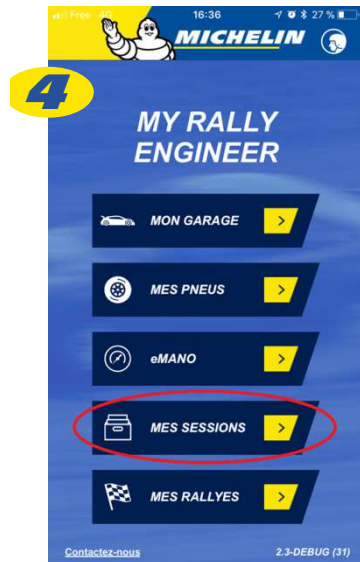 Free 4G 16:36 27 %
MICHELIN
4
MY RALLY
ENGINEER
MON GARAGE
MES PNEUS
eMANO
MES SESSIONS
MES RALLYES
Contactez-nous 2.3-DEBUG (31)